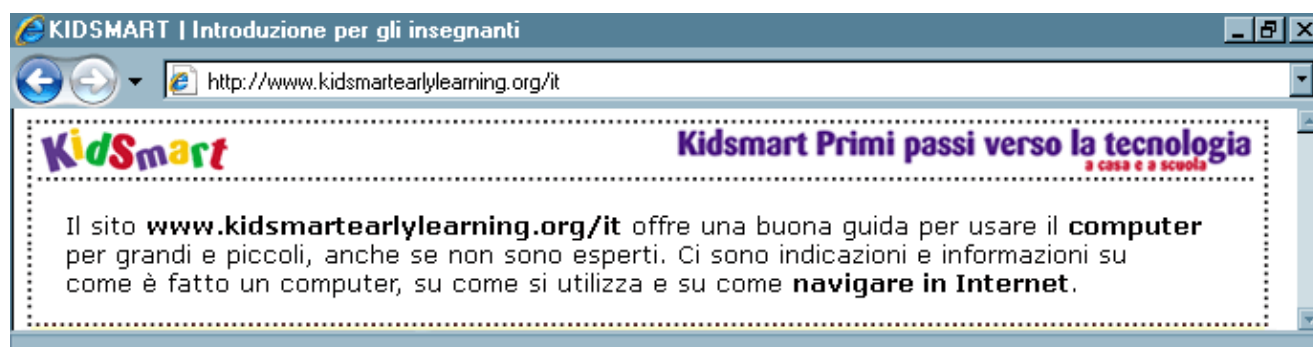 KIDSMART | Introduzione per gli insegnanti
http://www.kidsmartearlylearning.org/it
KidSmart
Kidsmart Primi passi verso la tecnologia
a casa e a scuola
Il sito www.kidsmartearlylearning.org/it offre una buona guida per usare il computer
per grandi e piccoli, anche se non sono esperti. Ci sono indicazioni e informazioni su
come è fatto un computer, su come si utilizza e su come navigare in Internet.